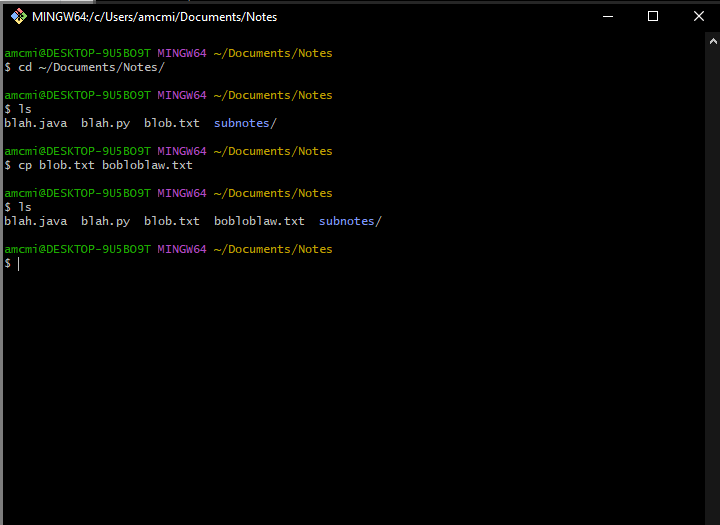 MINGW64:/c/Users/amcmi/Documents/Notes
amcmi@DESKTOP-9U5BO9T MINGW64 ~/Documents/Notes
$ cd ~/Documents/Notes/
amcmi@DESKTOP-9U5BO9T MINGW64 ~/Documents/Notes
$ ls
blah.java  blah.py  blob.txt  subnotes/
amcmi@DESKTOP-9U5BO9T MINGW64 ~/Documents/Notes
$ cp blob.txt bobloblaw.txt
amcmi@DESKTOP-9U5BO9T MINGW64 ~/Documents/Notes
$ ls
blah.java  blah.py  blob.txt  bobloblaw.txt  subnotes/
amcmi@DESKTOP-9U5BO9T MINGW64 ~/Documents/Notes
$